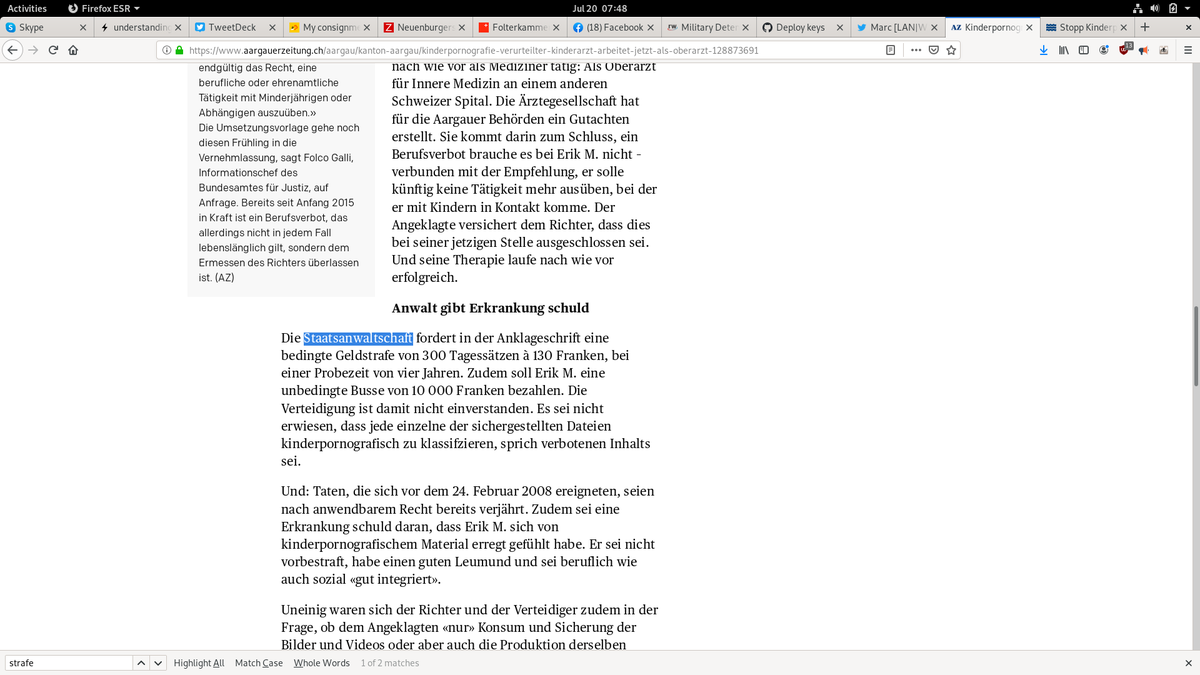 Activities Firefox ESR Jul 20 07:48
Skype understandin TweetDeck My consignme Neuenburger Folterkamme (18) Facebook Military Dete Deploy keys Marc [LAN]W Kinderpornog Stopp Kinderp
https://www.aargauerzeitung.ch/aargau/kanton-aargau/kinderpornografie-verurteilter-kinderarzt-arbeitet-jetzt-als-oberarzt-128873691
endgültig das Recht, eine
berufliche oder ehrenamtliche
Tätigkeit mit Minderjährigen oder
Abhängigen auszuüben.»
Die Umsetzungsvorlage gehe noch
diesen Frühling in die
Vernehmlassung, sagt Folco Galli,
Informationschef des
Bundesamtes für Justiz, auf
Anfrage. Bereits seit Anfang 2015
in Kraft ist ein Berufsverbot, das
allerdings nicht in jedem Fall
lebenslänglich gilt, sondern dem
Ermessen des Richters überlassen
ist. (AZ)
nach wie vor als Mediziner tätig: Als Oberarzt
für Innere Medizin an einem anderen
Schweizer Spital. Die Ärztegesellschaft hat
für die Aargauer Behörden ein Gutachten
erstellt. Sie kommt darin zum Schluss, ein
Berufsverbot brauche es bei Erik M. nicht -
verbunden mit der Empfehlung, er solle
künftig keine Tätigkeit mehr ausüben, bei der
er mit Kindern in Kontakt komme. Der
Angeklagte versichert dem Richter, dass dies
bei seiner jetzigen Stelle ausgeschlossen sei.
Und seine Therapie laufe nach wie vor
erfolgreich.
Anwalt gibt Erkrankung schuld
Die Staatsanwaltschaft fordert in der Anklageschrift eine
bedingte Geldstrafe von 300 Tagessätzen à 130 Franken, bei
einer Probezeit von vier Jahren. Zudem soll Erik M. eine
unbedingte Busse von 10 000 Franken bezahlen. Die
Verteidigung ist damit nicht einverstanden. Es sei nicht
erwiesen, dass jede einzelne der sichergestellten Dateien
kinderpornografisch zu klassifzieren, sprich verbotenen Inhalts
sei.
Und: Taten, die sich vor dem 24. Februar 2008 ereigneten, seien
nach anwendbarem Recht bereits verjährt. Zudem sei eine
Erkrankung schuld daran, dass Erik M. sich von
kinderpornografischem Material erregt gefühlt habe. Er sei nicht
vorbestraft, habe einen guten Leumund und sei beruflich wie
auch sozial «gut integriert».
Uneinig waren sich der Richter und der Verteidiger zudem in der
Frage, ob dem Angeklagten «nur» Konsum und Sicherung der
Bilder und Videos oder aber auch die Produktion derselben
strafe Highlight All Match Case Whole Words 1 of 2 matches